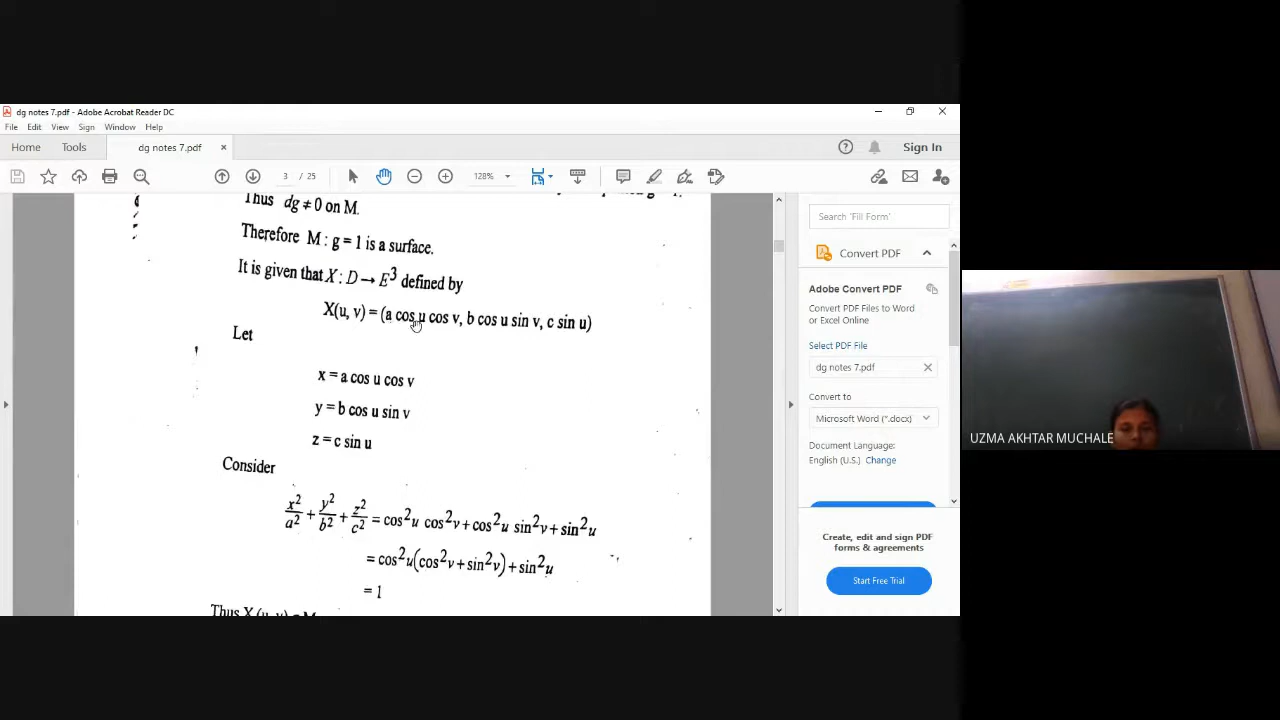 dg notes 7.pdf - Adobe Acrobat Reader DC
File Edit View Sign Window Help
Home Tools dg notes 7.pdf × Sign In
3 / 25 128%
Thus dg ≠ 0 on M.
Therefore M : g = 1 is a surface.
It is given that X : D → E³ defined by
X(u, v) = (a cos u cos v, b cos u sin v, c sin u)
Let
x = a cos u cos v
y = b cos u sin v
z = c sin u
Consider
x²/a² + y²/b² + z²/c² = cos²u cos²v + cos²u sin²v + sin²u
= cos²u(cos²v + sin²v) + sin²u
= 1
Thus X (u, v)
Search 'Fill Form'
Convert PDF
Adobe Convert PDF
Convert PDF Files to Word
or Excel Online
Select PDF File
dg notes 7.pdf ×
Convert to
Microsoft Word (*.docx)
Document Language:
English (U.S.) Change
Create, edit and sign PDF
forms & agreements
Start Free Trial
UZMA AKHTAR MUCHALE